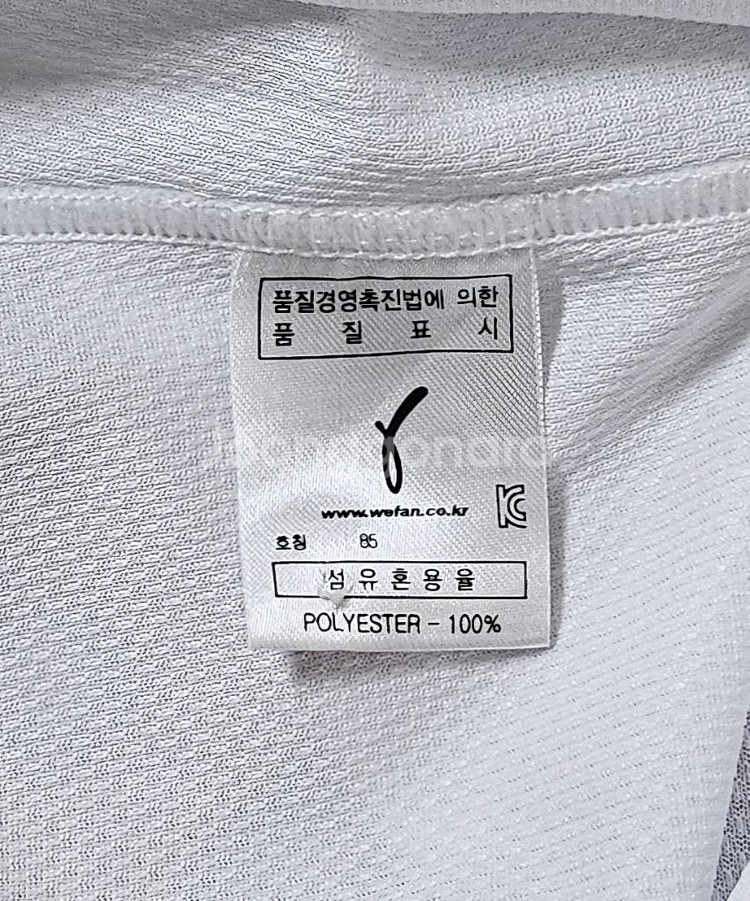 품질경영촉진법에 의한
품 질 표 시
www.wefan.co.kr
호칭 85
섬유혼용율
POLYESTER - 100%